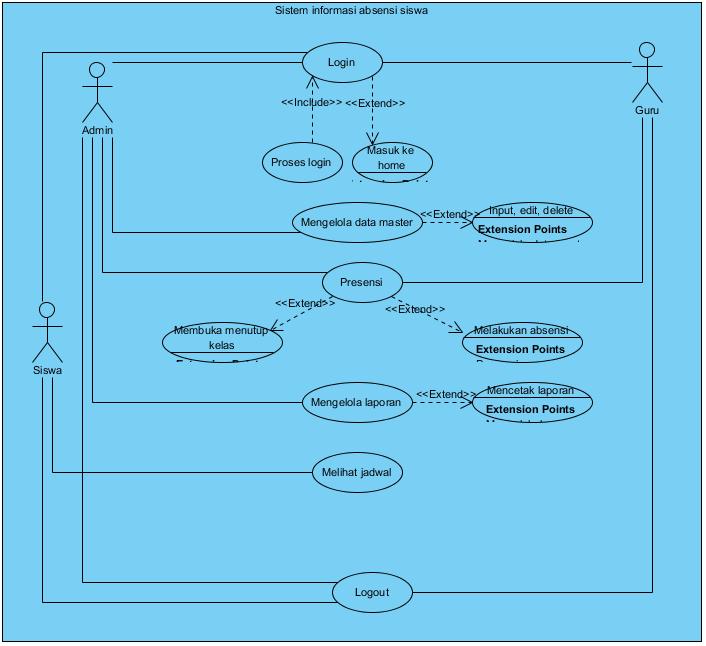 Sistem informasi absensi siswa
Login
Admin
Guru
<<Include>>
<<Extend>>
Proses login
Masuk ke
home
Mengelola data master
<<Extend>>
Input, edit, delete
Extension Points
Presensi
<<Extend>>
<<Extend>>
Membuka menutup
kelas
Melakukan absensi
Extension Points
Siswa
Mengelola laporan
<<Extend>>
Mencetak laporan
Extension Points
Melihat jadwal
Logout